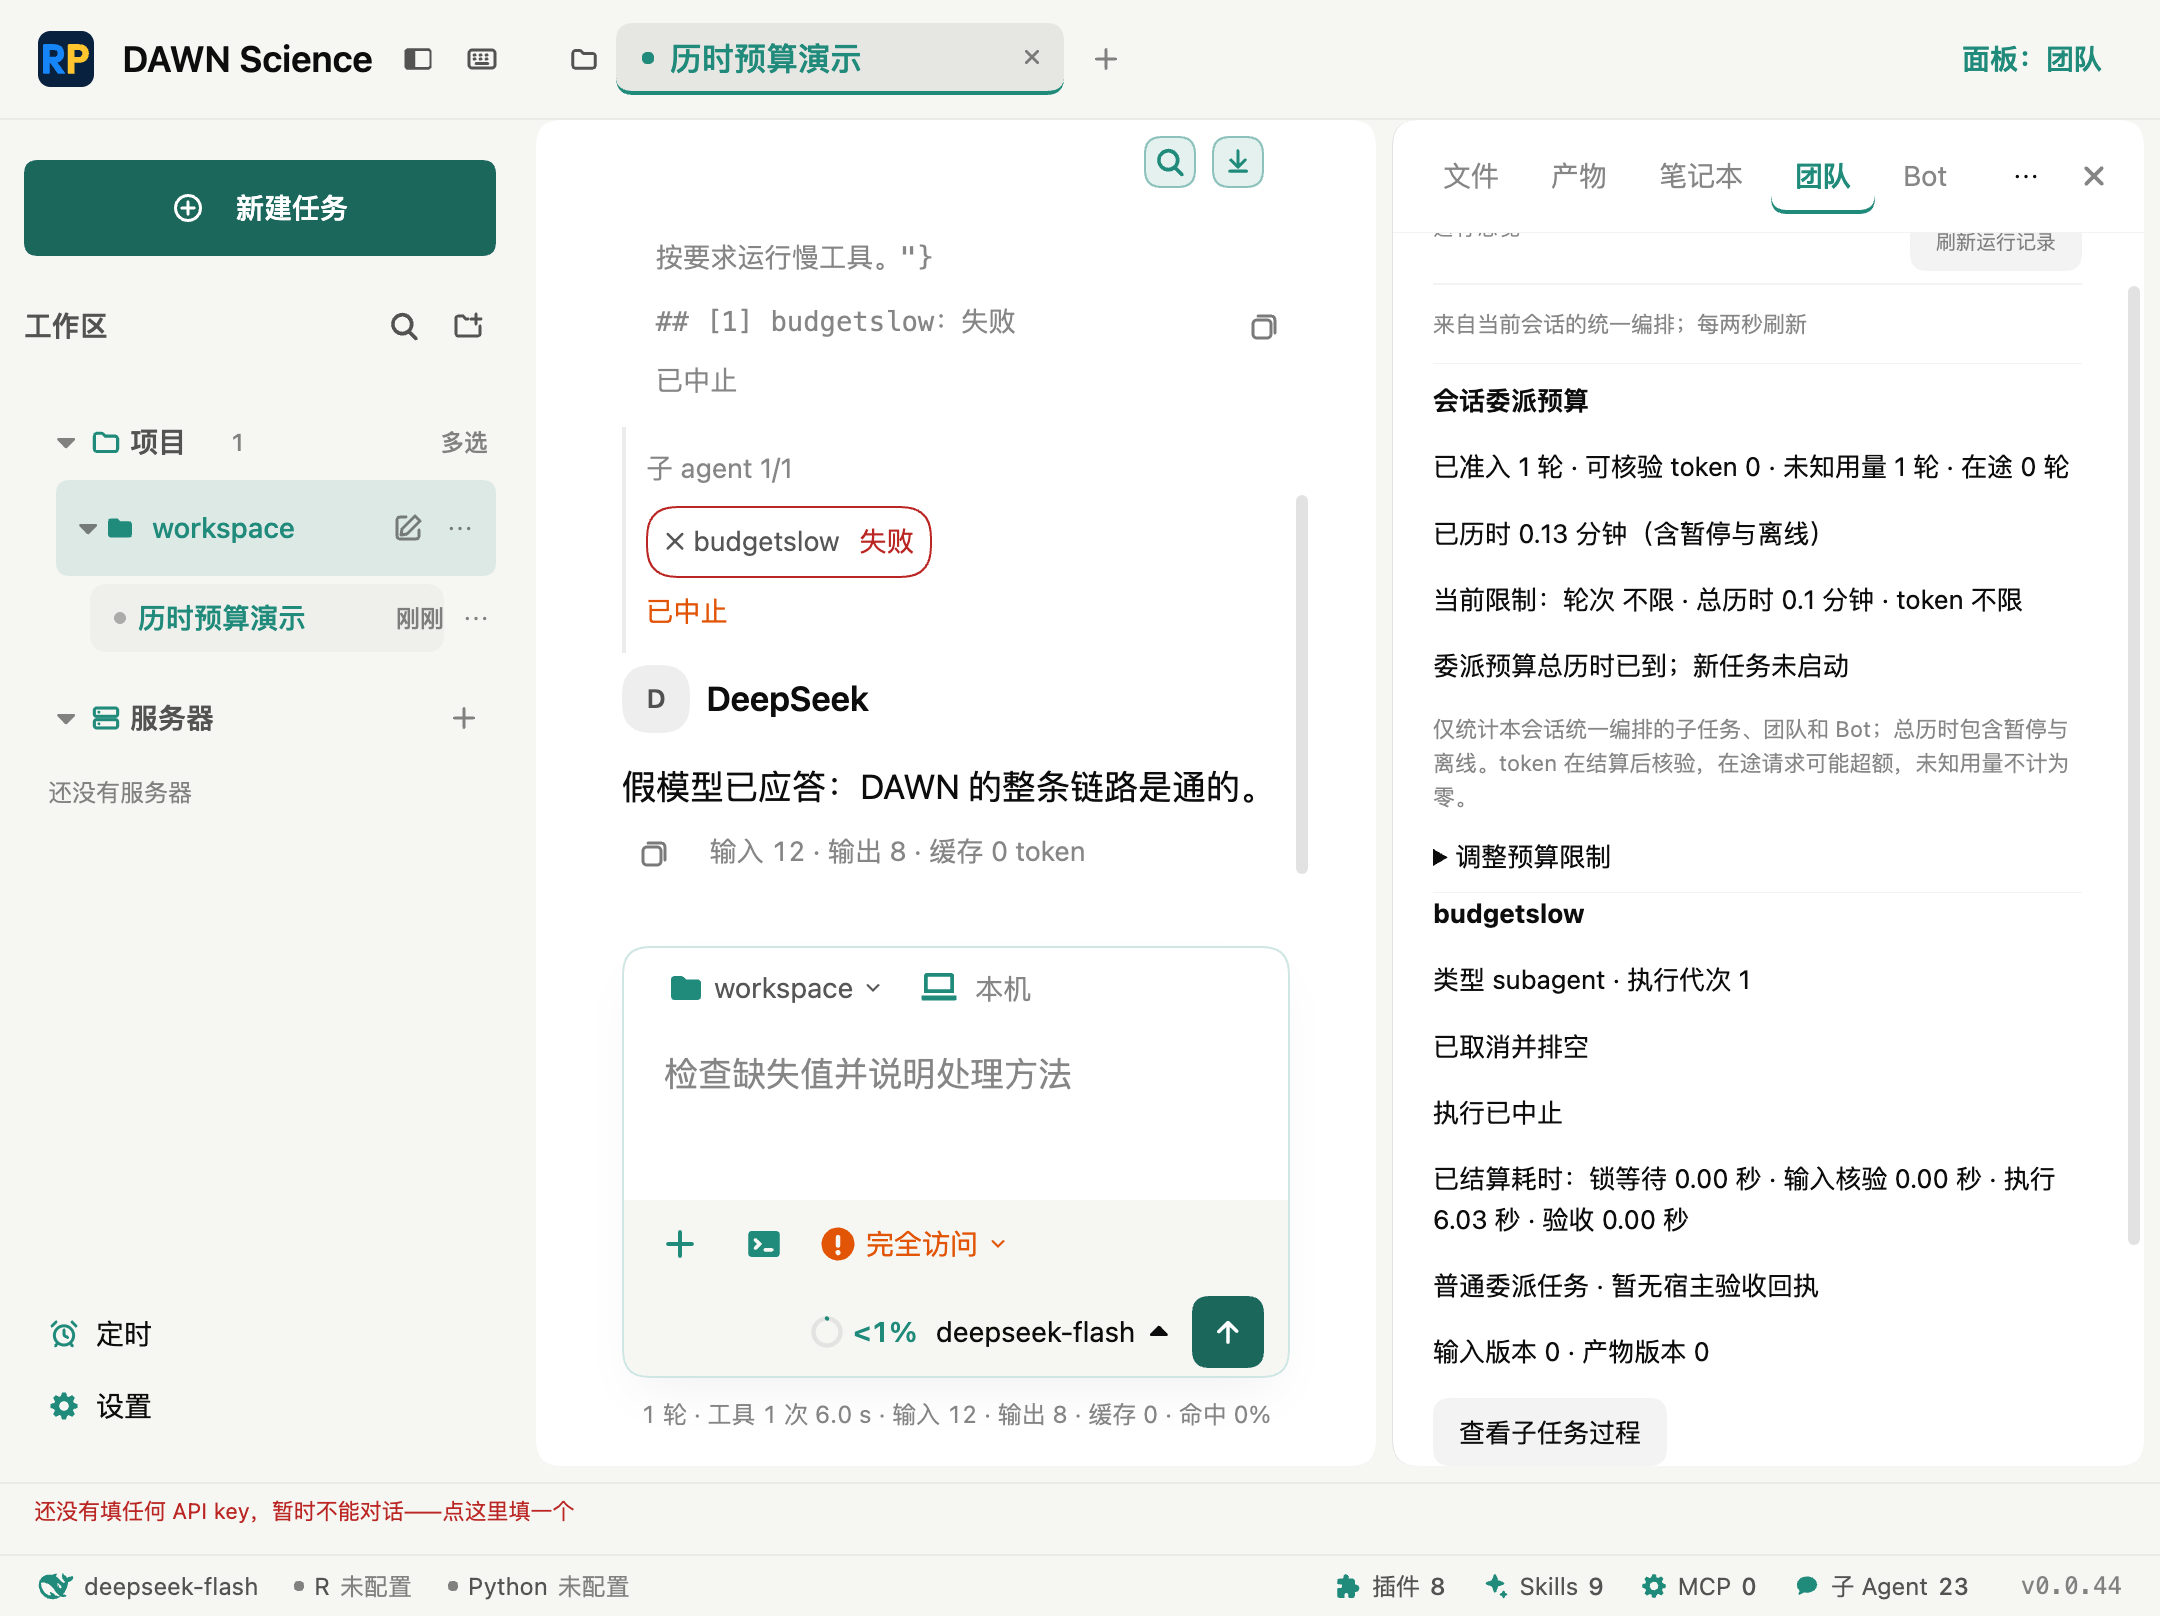 RP
DAWN Science
历时预算演示
面板：团队
新建任务
工作区
项目 1 多选
workspace
历时预算演示 刚刚
服务器
还没有服务器
定时
设置
按要求运行慢工具。"}
## [1] budgetslow: 失败
已中止
子 agent 1/1
budgetslow 失败
已中止
D DeepSeek
假模型已应答：DAWN 的整条链路是通的。
输入 12 · 输出 8 · 缓存 0 token
workspace 本机
检查缺失值并说明处理方法
完全访问
<1% deepseek-flash
1 轮 · 工具 1 次 6.0 s · 输入 12 · 输出 8 · 缓存 0 · 命中 0%
文件 产物 笔记本 团队 Bot
刷新运行记录
来自当前会话的统一编排；每两秒刷新
会话委派预算
已准入 1 轮 · 可核验 token 0 · 未知用量 1 轮 · 在途 0 轮
已历时 0.13 分钟（含暂停与离线）
当前限制：轮次 不限 · 总历时 0.1 分钟 · token 不限
委派预算总历时已到；新任务未启动
仅统计本会话统一编排的子任务、团队和 Bot；总历时包含暂停与
离线。token 在结算后核验，在途请求可能超额，未知用量不计为
零。
调整预算限制
budgetslow
类型 subagent · 执行代次 1
已取消并排空
执行已中止
已结算耗时：锁等待 0.00 秒 · 输入核验 0.00 秒 · 执行
6.03 秒 · 验收 0.00 秒
普通委派任务 · 暂无宿主验收回执
输入版本 0 · 产物版本 0
查看子任务过程
还没有填任何 API key，暂时不能对话——点这里填一个
deepseek-flash R 未配置 Python 未配置
插件 8 Skills 9 MCP 0 子 Agent 23 v0.0.44